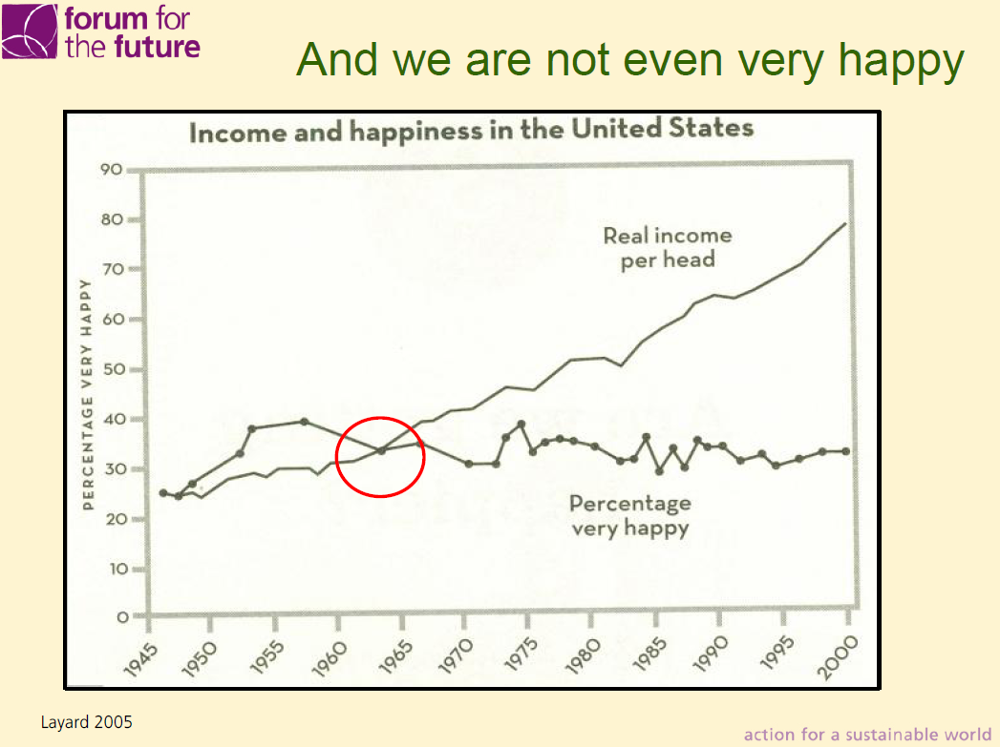 forum for
the future
And we are not even very happy
Income and happiness in the United States
PERCENTAGE VERY HAPPY
90
80
70
60
50
40
30
20
10
0
Real income
per head
Percentage
very happy
1945
1950
1955
1960
1965
1970
1975
1980
1985
1990
1995
2000
Layard 2005
action for a sustainable world